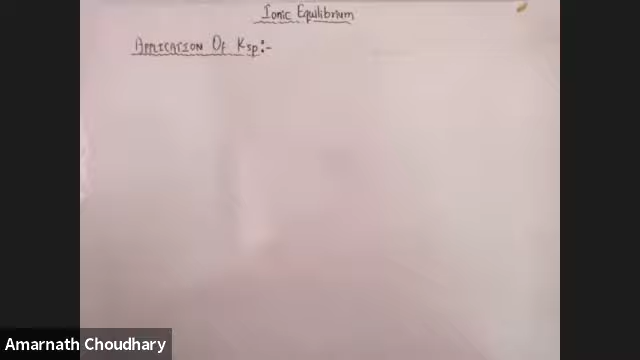 Ionic Equilibrium
APPLICATION OF Ksp:-
Amarnath Choudhary